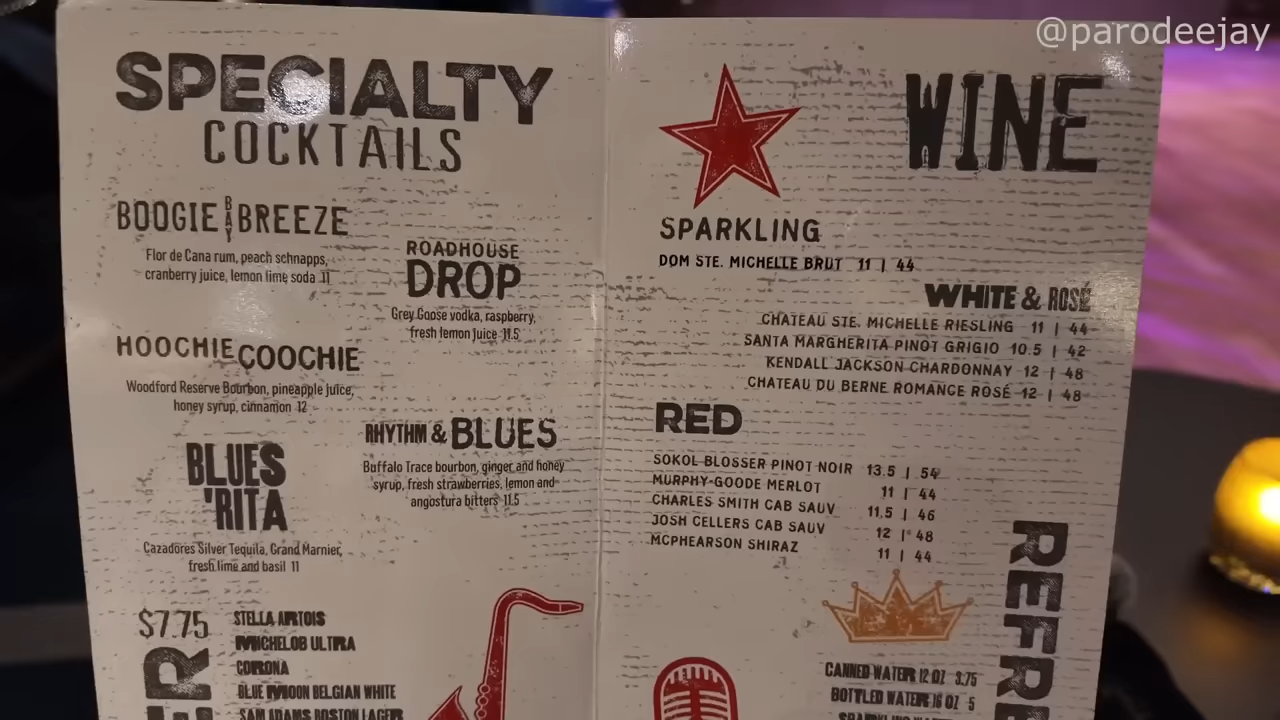 @parodeejay
SPECIALTY
COCKTAILS
BOOGIE BAY BREEZE
Flor de Cana rum, peach schnapps,
cranberry juice, lemon lime soda 11
ROADHOUSE
DROP
Grey Goose vodka, raspberry,
fresh lemon juice 11.5
HOOCHIE COOCHIE
Woodford Reserve Bourbon, pineapple juice,
honey syrup, cinnamon 12
RHYTHM & BLUES
Buffalo Trace bourbon, ginger and honey
syrup, fresh strawberries, lemon and
angostura bitters 11.5
BLUES
'RITA
Cazadores Silver Tequila, Grand Marnier,
fresh lime and basil 11
$7.75
STELLA ARTOIS
MICHELOB ULTRA
CORONA
BLUE MOON BELGIAN WHITE
SAM ADAMS BOSTON LAGER
WINE
SPARKLING
DOM STE. MICHELLE BRUT 11 | 44
WHITE & ROSÉ
CHATEAU STE. MICHELLE RIESLING 11 | 44
SANTA MARGHERITA PINOT GRIGIO 10.5 | 42
KENDALL JACKSON CHARDONNAY 12 | 48
CHATEAU DU BERNE ROMANCE ROSÉ 12 | 48
RED
SOKOL BLOSSER PINOT NOIR 13.5 | 54
MURPHY-GOODE MERLOT 11 | 44
CHARLES SMITH CAB SAUV 11.5 | 46
JOSH CELLERS CAB SAUV 12 | 48
MCPHEARSON SHIRAZ 11 | 44
REFRE
CANNED WATER 12 OZ 3.75
BOTTLED WATER 16 OZ 5